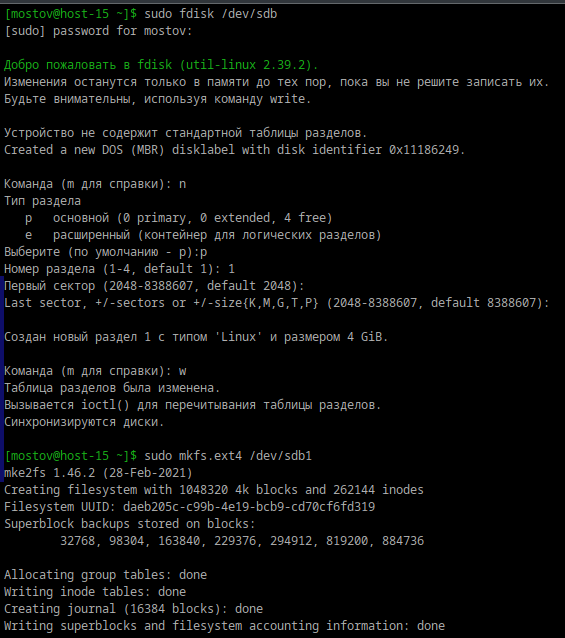 [mostov@host-15 ~]$ sudo fdisk /dev/sdb
[sudo] password for mostov:
Добро пожаловать в fdisk (util-linux 2.39.2).
Изменения останутся только в памяти до тех пор, пока вы не решите записать их.
Будьте внимательны, используя команду write.
Устройство не содержит стандартной таблицы разделов.
Created a new DOS (MBR) disklabel with disk identifier 0x11186249.
Команда (m для справки): n
Тип раздела
p основной (0 primary, 0 extended, 4 free)
e расширенный (контейнер для логических разделов)
Выберите (по умолчанию - p):p
Номер раздела (1-4, default 1): 1
Первый сектор (2048-8388607, default 2048):
Last sector, +/-sectors or +/-size{K,M,G,T,P} (2048-8388607, default 8388607):
Создан новый раздел 1 с типом 'Linux' и размером 4 GiB.
Команда (m для справки): w
Таблица разделов была изменена.
Вызывается ioctl() для перечитывания таблицы разделов.
Синхронизируются диски.
[mostov@host-15 ~]$ sudo mkfs.ext4 /dev/sdb1
mke2fs 1.46.2 (28-Feb-2021)
Creating filesystem with 1048320 4k blocks and 262144 inodes
Filesystem UUID: daeb205c-c99b-4e19-bcb9-cd70cf6fd319
Superblock backups stored on blocks:
32768, 98304, 163840, 229376, 294912, 819200, 884736
Allocating group tables: done
Writing inode tables: done
Creating journal (16384 blocks): done
Writing superblocks and filesystem accounting information: done